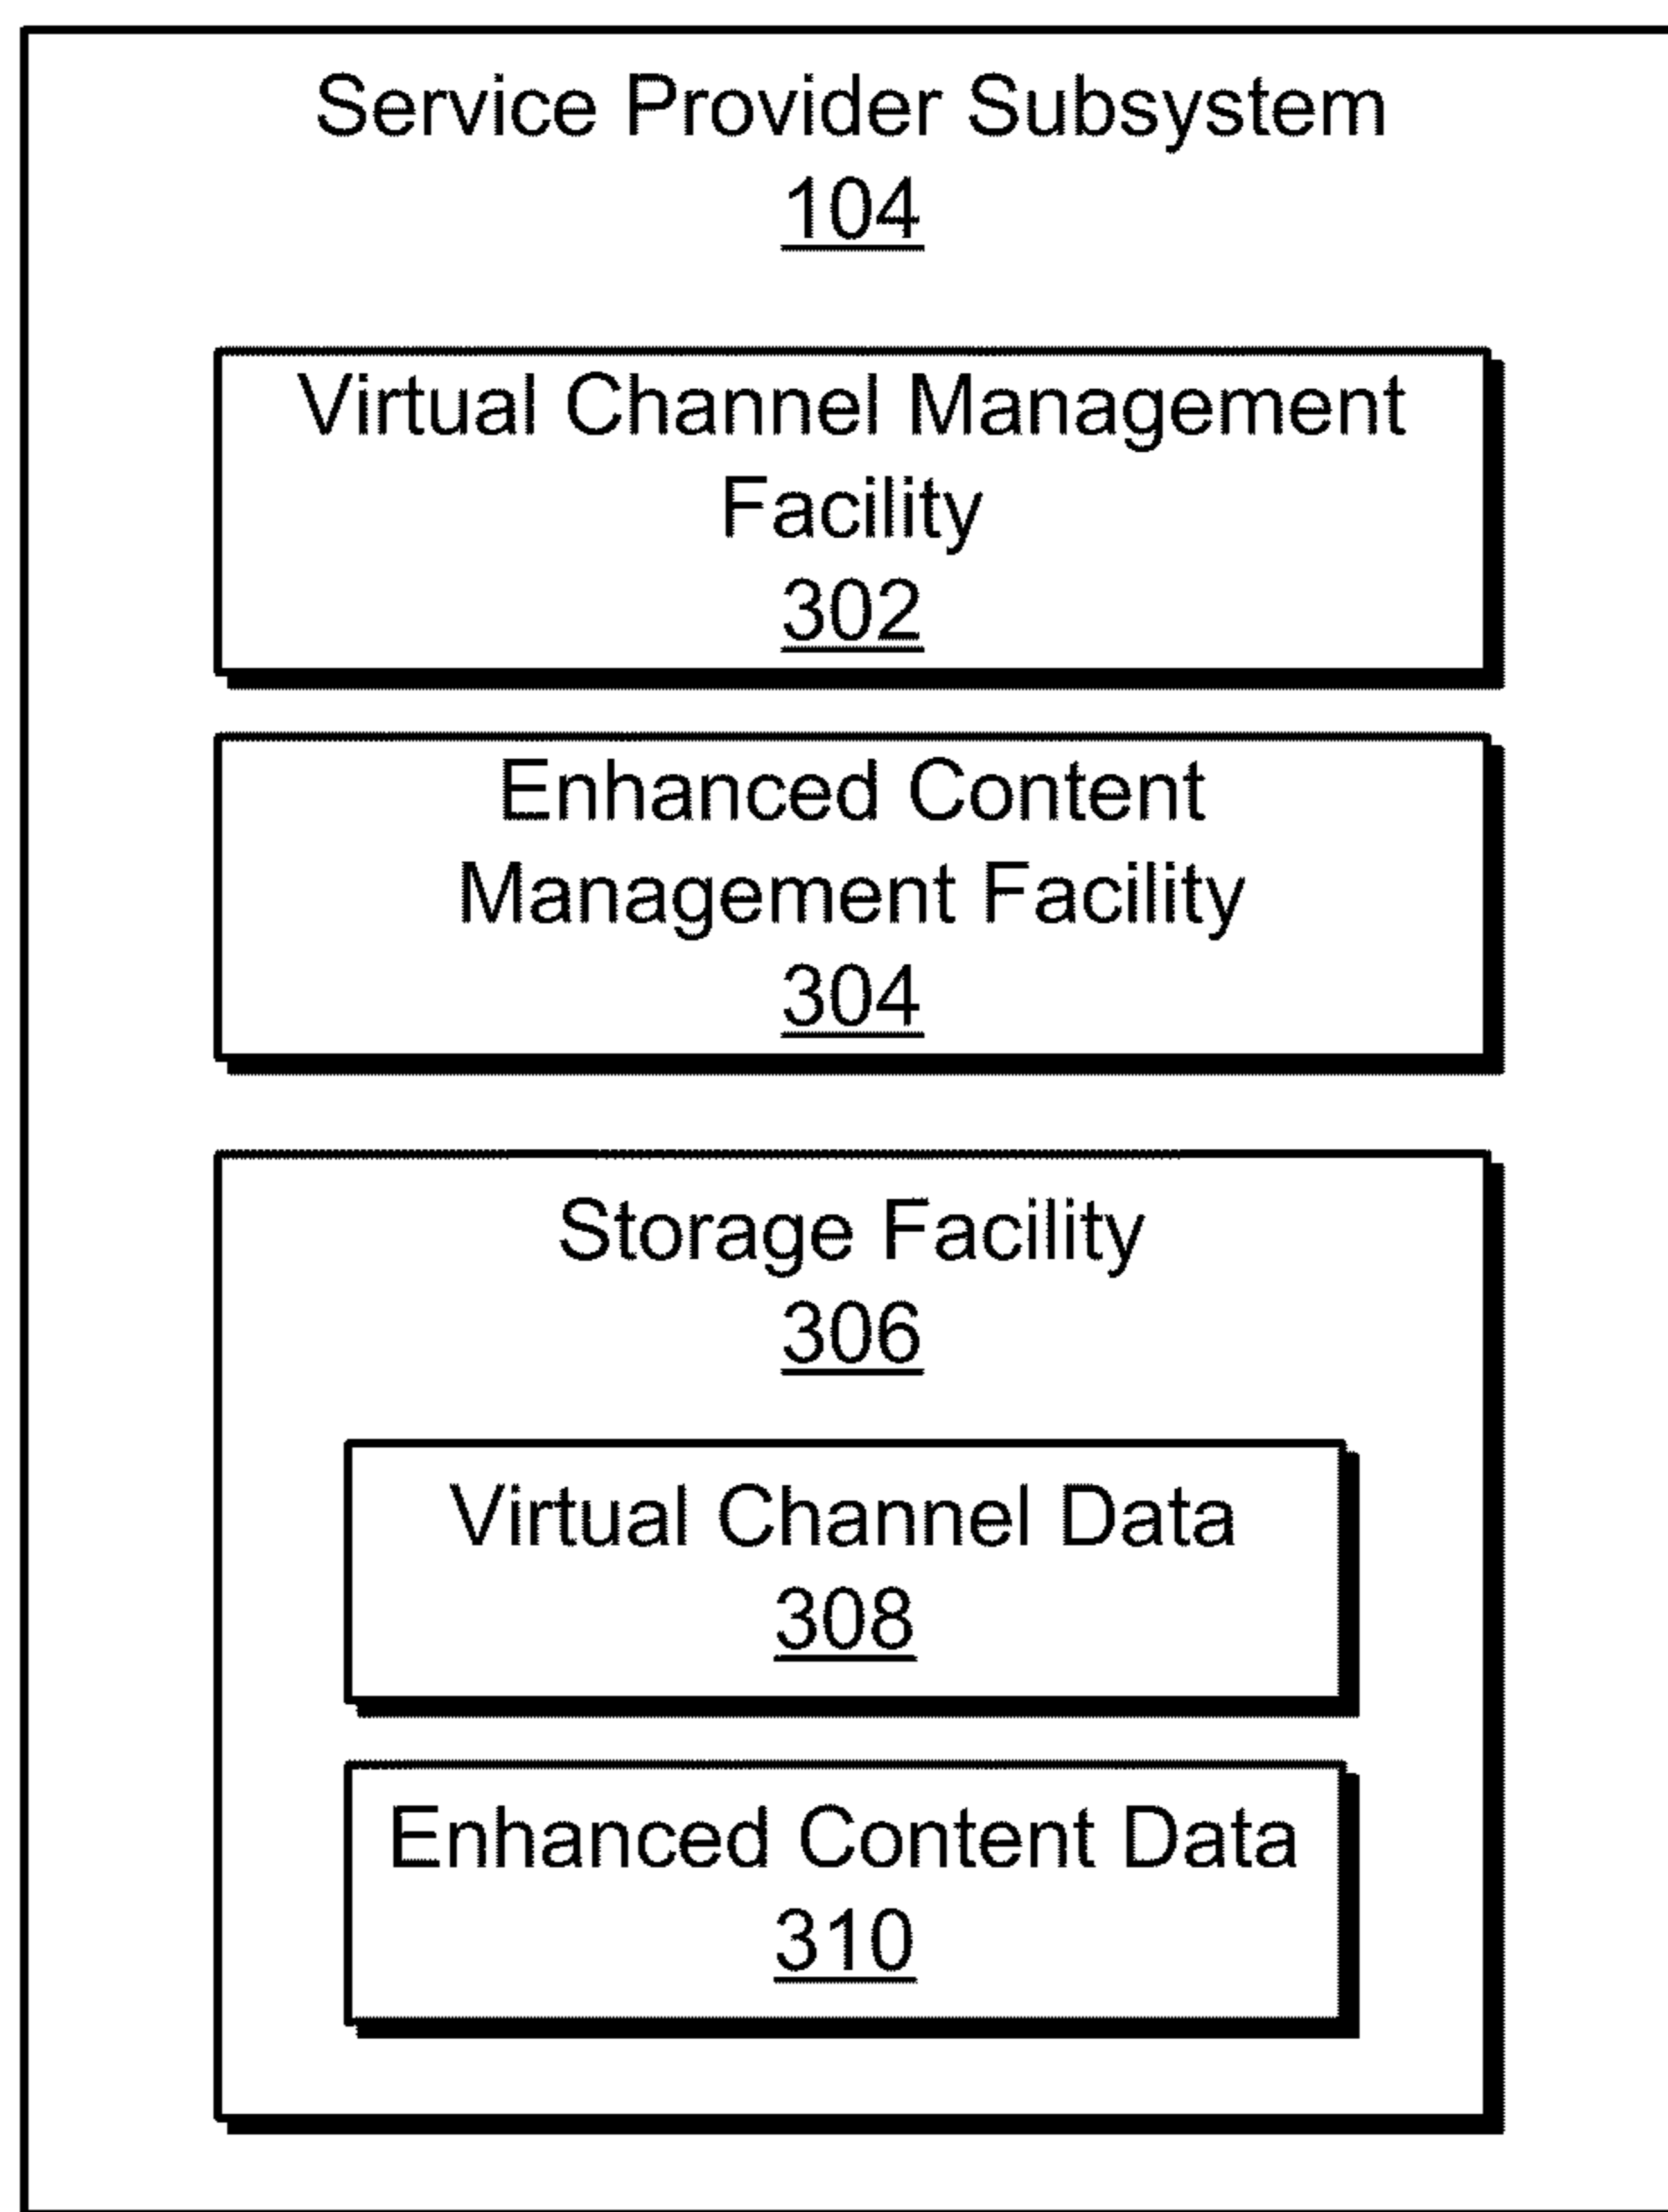 Service Provider Subsystem
104
Virtual Channel Management
Facility
302
Enhanced Content
Management Facility
304
Storage Facility
306
Virtual Channel Data
308
Enhanced Content Data
310